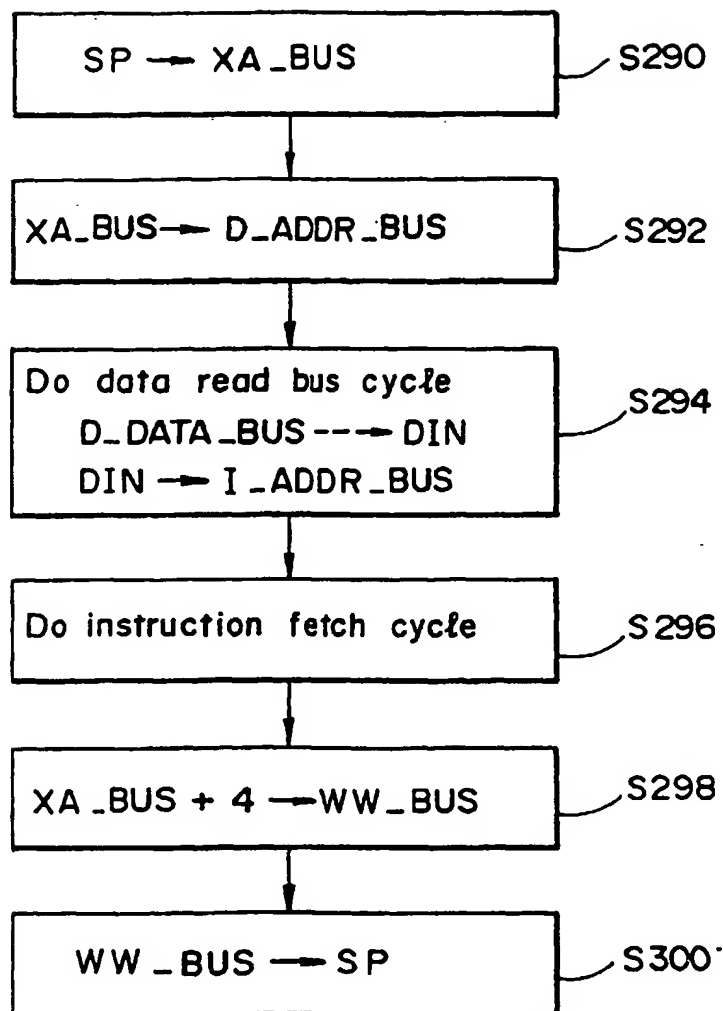 SP → XA_BUS
S290
XA_BUS → D_ADDR_BUS
S292
Do data read bus cycle
D_DATA_BUS ---→ DIN
DIN → I_ADDR_BUS
S294
Do instruction fetch cycle
S296
XA_BUS + 4 → WW_BUS
S298
WW_BUS → SP
S300